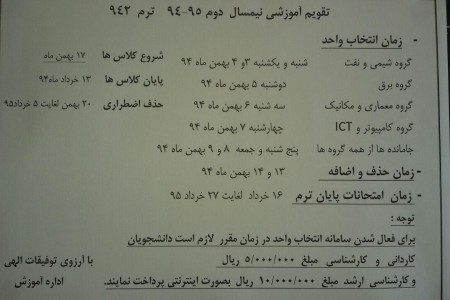 تقویم آموزشی نیمسال دوم ۹۵-۹۴ ترم ۹۴۲
- زمان انتخاب واحد
گروه شیمی و نفت شنبه و یکشنبه ۳و ۴ بهمن ماه ۹۴
گروه برق دوشنبه ۵ بهمن ماه ۹۴
گروه معماری و مکانیک سه شنبه ۶ بهمن ماه ۹۴
گروه کامپیوتر و ICT چهارشنبه ۷ بهمن ماه ۹۴
جامانده ها از همه گروه ها پنج شنبه و جمعه ۸ و ۹ بهمن ماه ۹۴
شروع کلاس ها ۱۷ بهمن ماه
پایان کلاس ها ۱۳ خرداد ماه۹۴
حذف اضطراری ۲۰ بهمن لغایت ۵ خرداد۹۵
- زمان حذف و اضافه ۱۳ و ۱۴ بهمن ماه ۹۴
- زمان امتحانات پایان ترم ۱۶ خرداد لغایت ۲۷ خرداد ۹۵
توجه :
برای فعال شدن سامانه انتخاب واحد در زمان مقرر لازم است دانشجویان
کاردانی و کارشناسی مبلغ ۵/۰۰۰/۰۰۰ ریال
و کارشناسی ارشد مبلغ ۱۰/۰۰۰/۰۰۰ ریال بصورت اینترنتی پرداخت نمایند.
با آرزوی توفیقات الهی
اداره آموزش